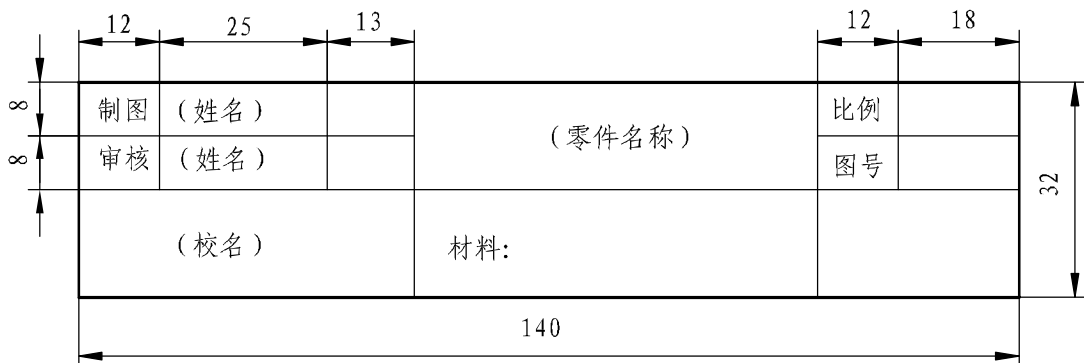 12 25 13 12 18
8 制图 (姓名) (零件名称) 比例
8 审核 (姓名) 图号
32
(校名) 材料:
140